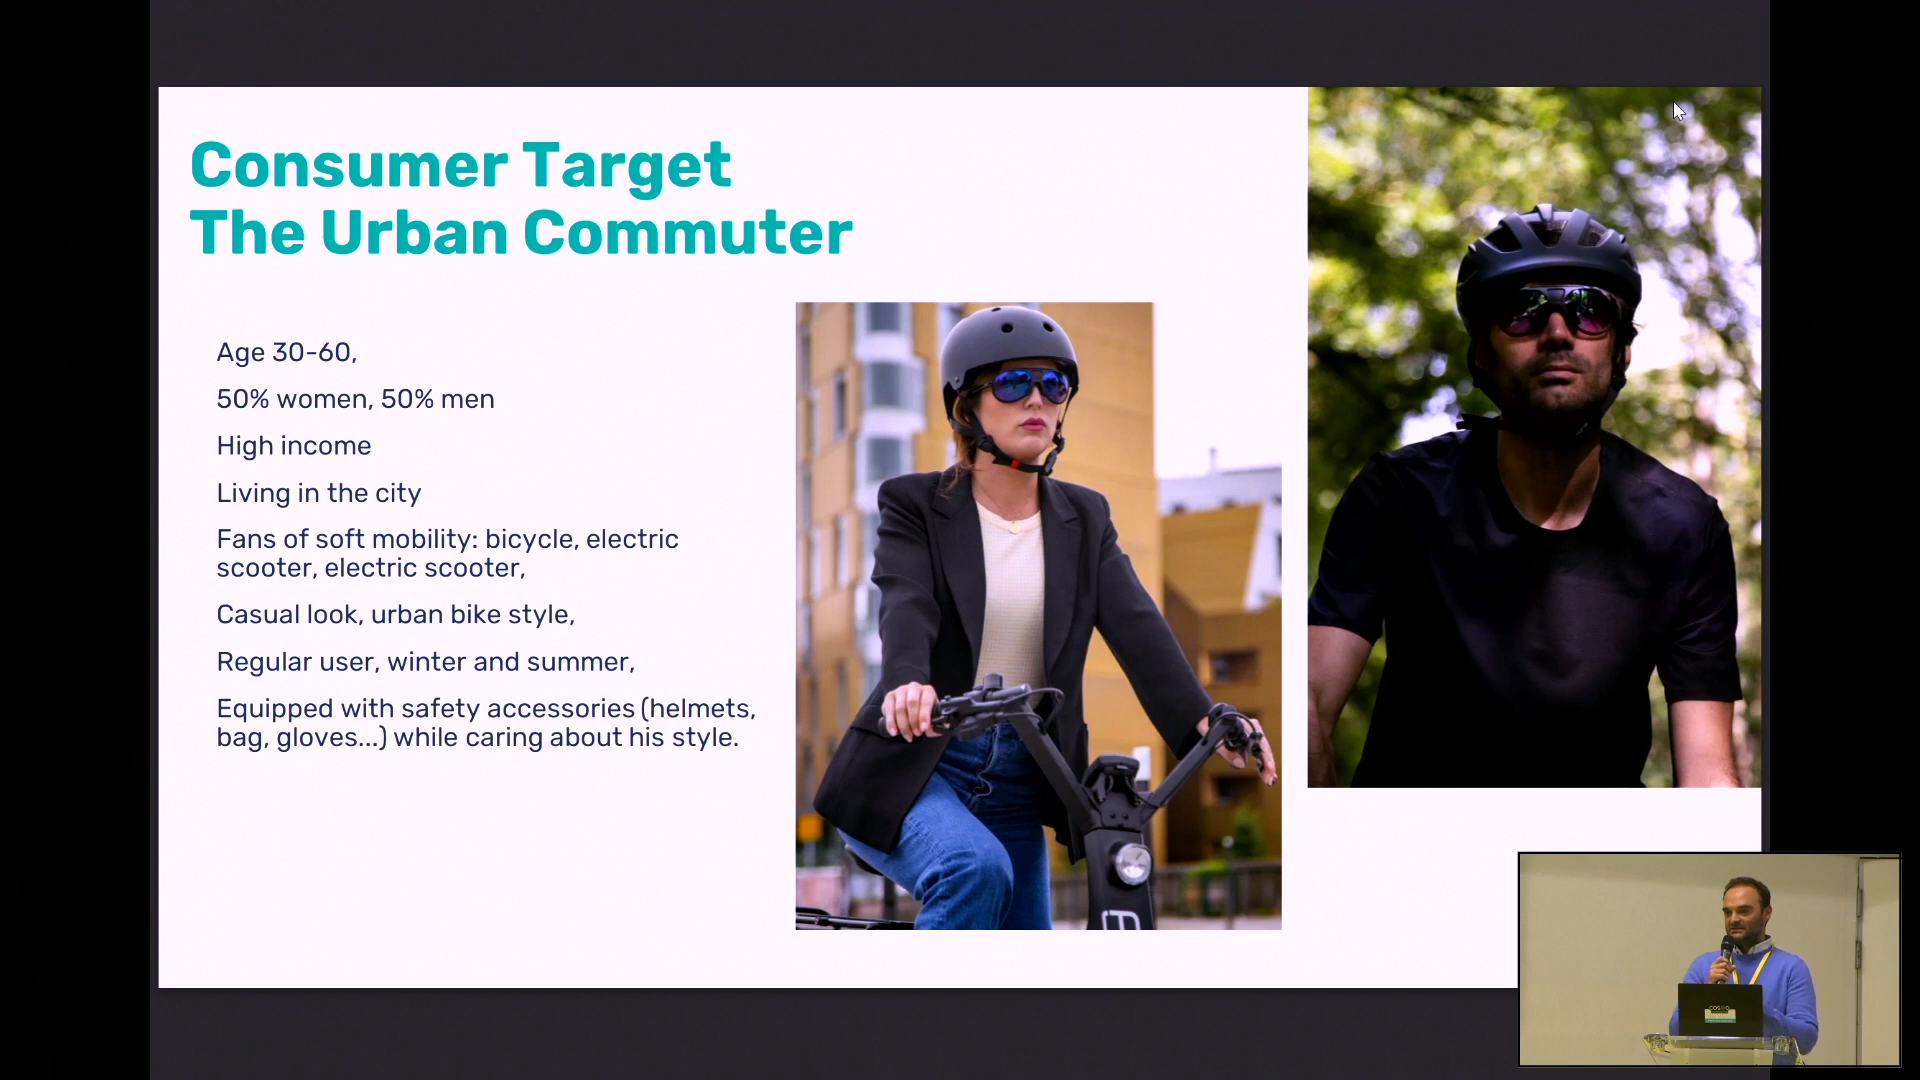 Consumer Target
The Urban Commuter
Age 30-60,
50% women, 50% men
High income
Living in the city
Fans of soft mobility: bicycle, electric
scooter, electric scooter,
Casual look, urban bike style,
Regular user, winter and summer,
Equipped with safety accessories (helmets,
bag, gloves...) while caring about his style.